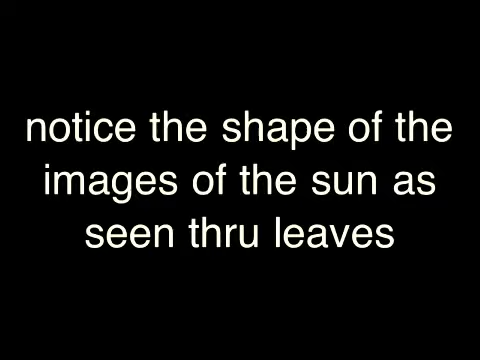 notice the shape of the
images of the sun as
seen thru leaves